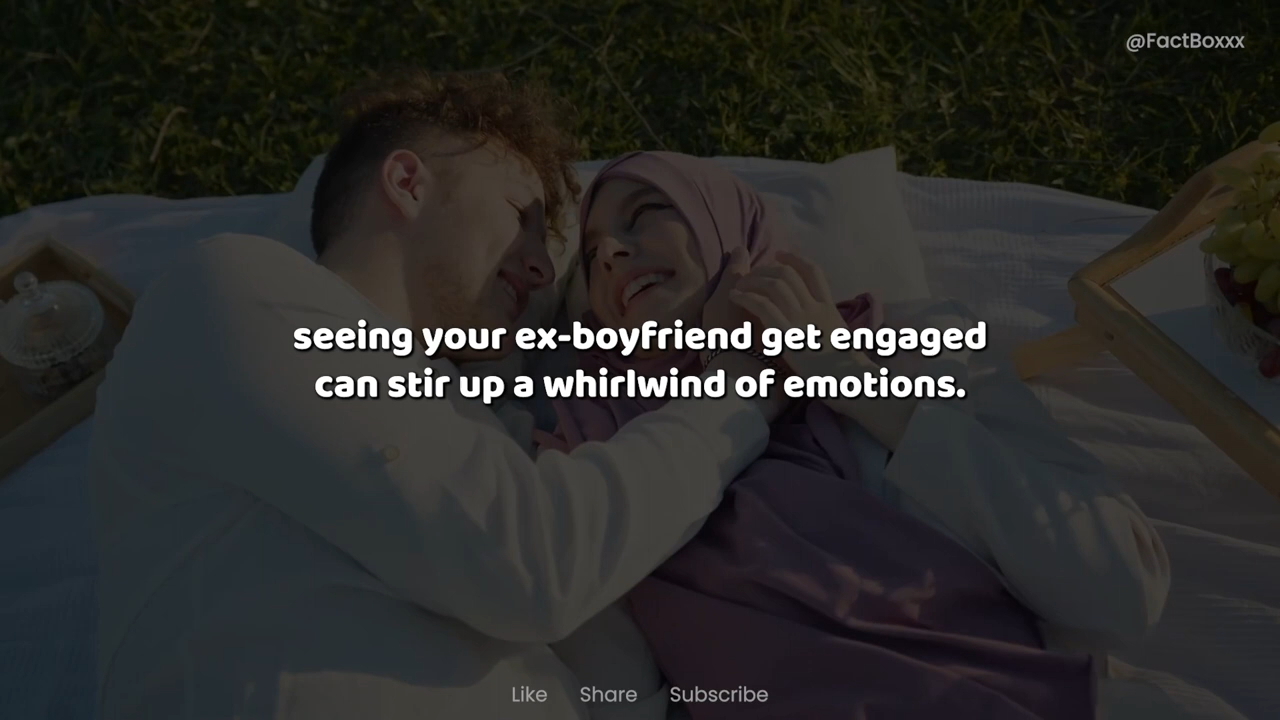 @FactBoxxx
seeing your ex-boyfriend get engaged
can stir up a whirlwind of emotions.
Like Share Subscribe